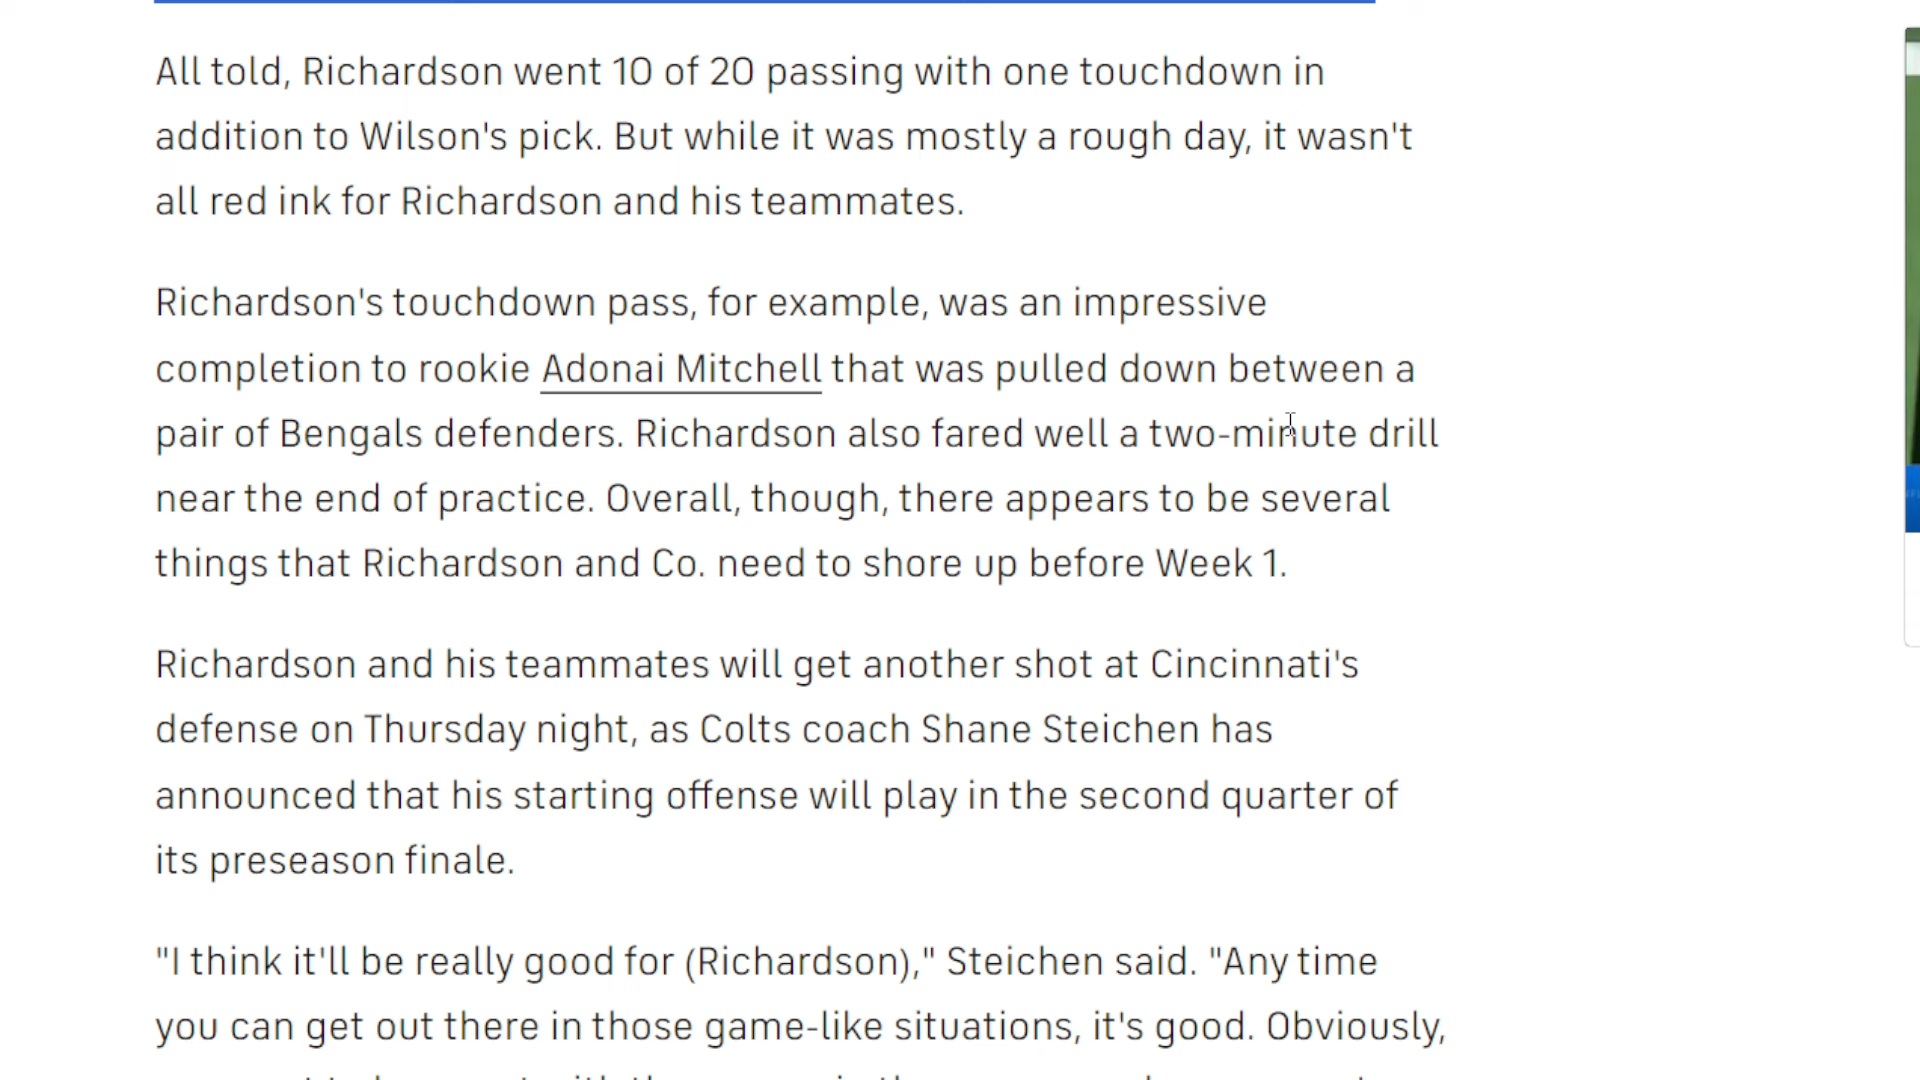 All told, Richardson went 10 of 20 passing with one touchdown in
addition to Wilson's pick. But while it was mostly a rough day, it wasn't
all red ink for Richardson and his teammates.
Richardson's touchdown pass, for example, was an impressive
completion to rookie Adonai Mitchell that was pulled down between a
pair of Bengals defenders. Richardson also fared well a two-minute drill
near the end of practice. Overall, though, there appears to be several
things that Richardson and Co. need to shore up before Week 1.
Richardson and his teammates will get another shot at Cincinnati's
defense on Thursday night, as Colts coach Shane Steichen has
announced that his starting offense will play in the second quarter of
its preseason finale.
"I think it'll be really good for (Richardson)," Steichen said. "Any time
you can get out there in those game-like situations, it's good. Obviously,